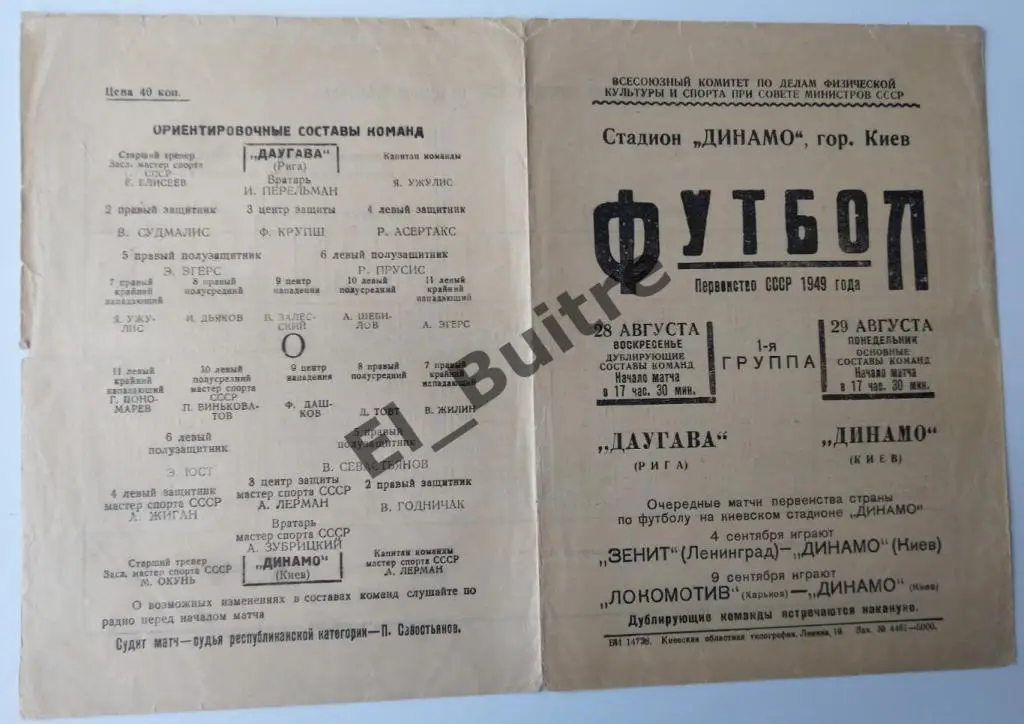 Цена 40 коп.
ОРИЕНТИРОВОЧНЫЕ СОСТАВЫ КОМАНД
Старший тренер
Засл. мастер спорта
СССР
Е. ЕЛИСЕЕВ
„ДАУГАВА“
(Рига)
Вратарь
И. ПЕРЕЛЬМАН
Капитан команды
Я. УЖУЛИС
2 правый защитник 3 центр защиты 4 левый защитник
В. СУДМАЛИС Ф. КРУПШ Р. АСЕРТАКС
5 правый полузащитник 6 левый полузащитник
Э. ЭГЕРС Р. ПРУСИС
7 правый
крайний
нападающий
8 правый
полусредний
9 центр
нападения
10 левый
полусредний
11 левый
крайний
нападающий
Я. УЖУ-
ЛИС
И. ДЬЯКОВ
В. ЗАЛЕС-
СКИЙ
А. ШЕБИ-
ЛОВ
А. ЭГЕРС
О
11 левый
крайний
нападающий
10 левый
полусредний
мастер спорта
СССР
9 центр
нападения
8 правый
полусредний
7 правый
крайний
нападающий
Г. ПОНО-
МАРЕВ
П. ВИНЬКОВА-
ТОВ
Ф. ДАШ-
КОВ
Д. ТОВТ
В. ЖИЛИН
6 левый
полузащитник
Э. ЮСТ
5 правый
полузащитник
В. СЕВАСТЬЯНОВ
4 левый защитник
мастер спорта СССР
А. ЖИГАН
3 центр защиты
мастер спорта СССР
А. ЛЕРМАН
2 правый защитник
В. ГОДНИЧАК
Вратарь
мастер спорта СССР
А. ЗУБРИЦКИЙ
Старший тренер
Засл. мастер спорта СССР
М. ОКУНЬ
„ДИНАМО“
(Киев)
Капитан команды
мастер спорта СССР
А. ЛЕРМАН
О возможных изменениях в составах команд слушайте по
радио перед началом матча
Судит матч—судья республиканской категории—П. Савостьянов.
ВСЕСОЮЗНЫЙ КОМИТЕТ ПО ДЕЛАМ ФИЗИЧЕСКОЙ
КУЛЬТУРЫ И СПОРТА ПРИ СОВЕТЕ МИНИСТРОВ СССР
Стадион „ДИНАМО“, гор. Киев
ФУТБОЛ
Первенство СССР 1949 года
28 АВГУСТА
ВОСКРЕСЕНЬЕ
ДУБЛИРУЮЩИЕ
СОСТАВЫ КОМАНД
Начало матча
в 17 час. 30 мин.
1-я
ГРУППА
29 АВГУСТА
ПОНЕДЕЛЬНИК
ОСНОВНЫЕ
СОСТАВЫ КОМАНД
Начало матча
в 17 час. 30 мин.
„ДАУГАВА“
(РИГА)
„ДИНАМО“
(КИЕВ)
Очередные матчи первенства страны
по футболу на киевском стадионе „ДИНАМО“
4 сентября играют
„ЗЕНИТ“ (Ленинград)—„ДИНАМО“ (Киев)
9 сентября играют
„ЛОКОМОТИВ“ (Харьков)—„ДИНАМО“ (Киев)
Дублирующие команды встречаются накануне.
БИ 14728. Киевская областная типография, Ленина, 19. Зак. № 4461—5000.
El_Buitre